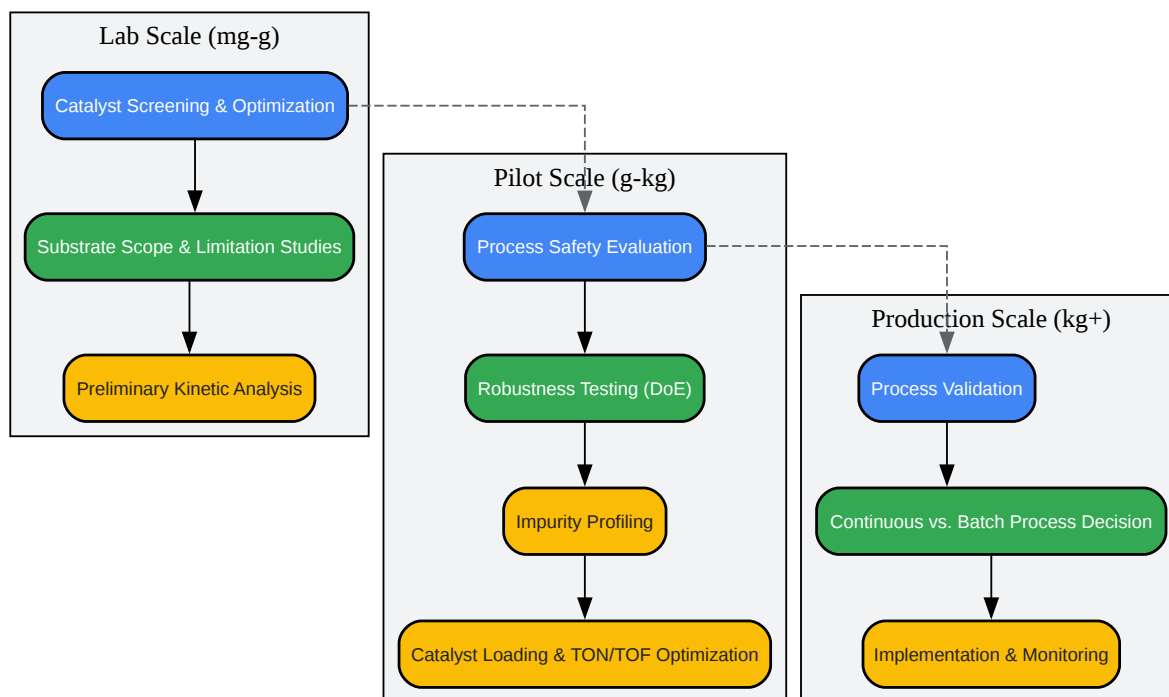 Lab Scale (mg-g)
Catalyst Screening & Optimization
Substrate Scope & Limitation Studies
Preliminary Kinetic Analysis
Pilot Scale (g-kg)
Process Safety Evaluation
Robustness Testing (DoE)
Impurity Profiling
Catalyst Loading & TON/TOF Optimization
Production Scale (kg+)
Process Validation
Continuous vs. Batch Process Decision
Implementation & Monitoring